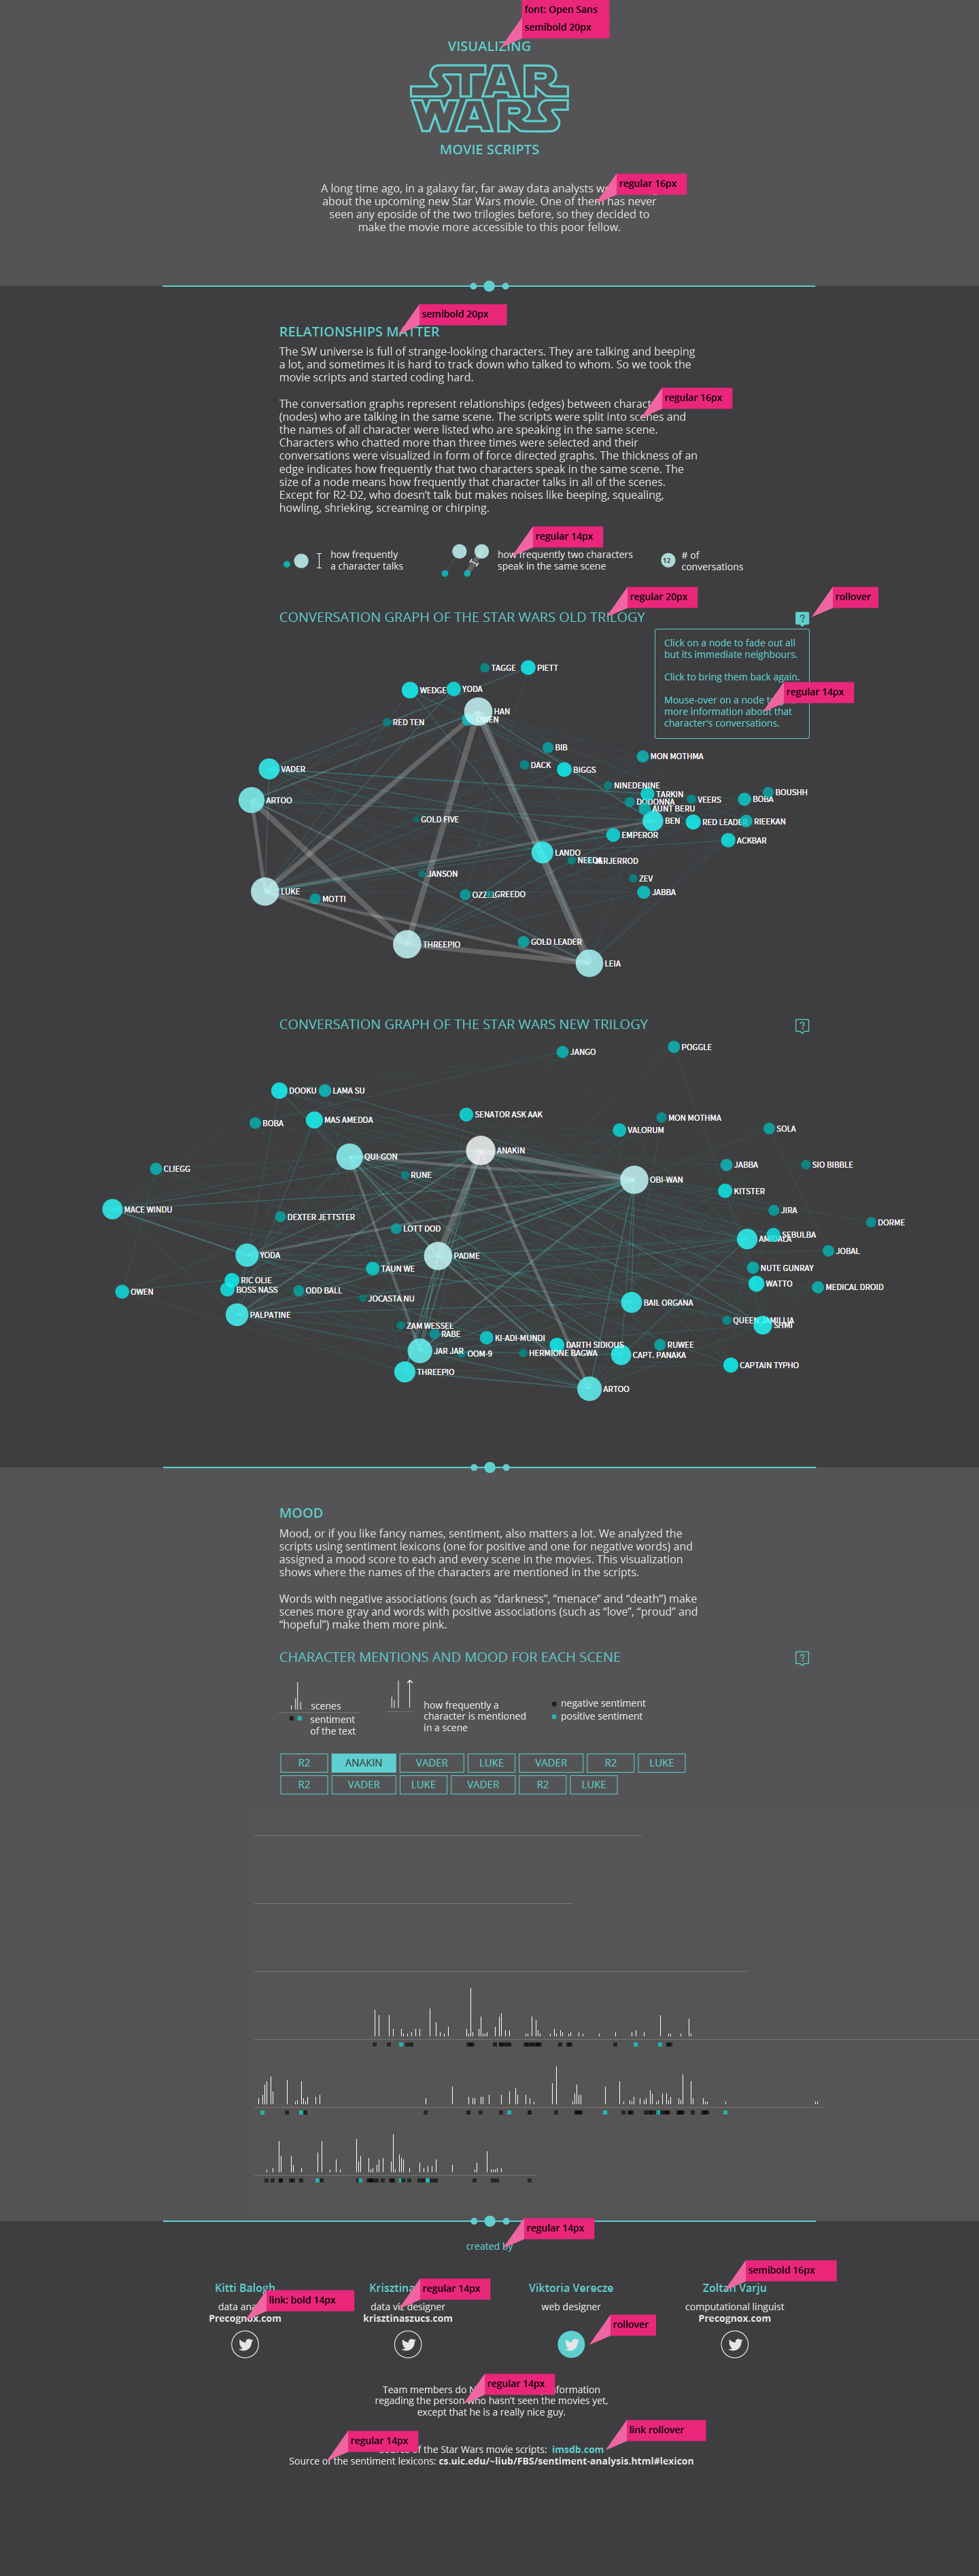 font: Open Sans
semibold 20px
VISUALIZING
STAR
WARS
MOVIE SCRIPTS
regular 16px
A long time ago, in a galaxy far, far away data analysts
about the upcoming new Star Wars movie. One of them has never
seen any eposide of the two trilogies before, so they decided to
make the movie more accessible to this poor fellow.
semibold 20px
RELATIONSHIPS MATTER
The SW universe is full of strange-looking characters. They are talking and beeping
a lot, and sometimes it is hard to track down who talked to whom. So we took the
movie scripts and started coding hard.
regular 16px
The conversation graphs represent relationships (edges) between
(nodes) who are talking in the same scene. The scripts were split into scenes and
the names of all character were listed who are speaking in the same scene.
Characters who chatted more than three times were selected and their
conversations were visualized in form of force directed graphs. The thickness of an
edge indicates how frequently that two characters speak in the same scene. The
size of a node means how frequently that character talks in all of the scenes.
Except for R2-D2, who doesn't talk but makes noises like beeping, squealing,
howling, shrieking, screaming or chirping.
regular 14px
how frequently
a character talks
how frequently two characters
speak in the same scene
12
# of
conversations
regular 20px
rollover
CONVERSATION GRAPH OF THE STAR WARS OLD TRILOGY
?
Click on a node to fade out all
but its immediate neighbours.
Click to bring them back again.
regular 14px
Mouse-over on a node
more information about that
character's conversations.
TAGGE
PIETT
WEDGE
YODA
HAN
OWEN
RED TEN
BIB
MON MOTHMA
DACK
BIGGS
VADER
NINEDENINE
BOUSHH
TARKIN
VEERS
BOBA
ARTOO
DODONNA
AUNT BERU
GOLD FIVE
BEN
RED LEADER
RIEEKAN
EMPEROR
ACKBAR
LANDO
JERJERROD
JANSON
ZEV
LUKE
MOTTI
GREEDO
JABBA
THREEPIO
GOLD LEADER
LEIA
CONVERSATION GRAPH OF THE STAR WARS NEW TRILOGY
?
JANGO
POGGLE
DOOKU
LAMA SU
BOBA
MAS AMEDDA
SENATOR ASK AAK
MON MOTHMA
VALORUM
SOLA
ANAKIN
QUI-GON
CLIEGG
RUNE
JABBA
SIO BIBBLE
OBI-WAN
KITSTER
MACE WINDU
JIRA
DEXTER JETTSTER
DORME
LOTT DOD
SEBULBA
AMIDALA
YODA
PADME
JOBAL
TAUN WE
NUTE GUNRAY
RIC OLIE
WATTO
MEDICAL DROID
OWEN
BOSS NASS
ODD BALL
JOCASTA NU
BAIL ORGANA
PALPATINE
QUEEN JAMILLIA
SHMI
ZAM WESSEL
RABE
KI-ADI-MUNDI
DARTH SIDIOUS
RUWEE
JAR JAR
OOM-9
HERMIONE BAGWA
CAPT. PANAKA
CAPTAIN TYPHO
THREEPIO
ARTOO
MOOD
Mood, or if you like fancy names, sentiment, also matters a lot. We analyzed the
scripts using sentiment lexicons (one for positive and one for negative words) and
assigned a mood score to each and every scene in the movies. This visualization
shows where the names of the characters are mentioned in the scripts.
Words with negative associations (such as “darkness”, “menace” and “death”) make
scenes more gray and words with positive associations (such as “love”, “proud” and
“hopeful”) make them more pink.
CHARACTER MENTIONS AND MOOD FOR EACH SCENE
?
scenes
sentiment
of the text
how frequently a
character is mentioned
in a scene
negative sentiment
positive sentiment
R2 ANAKIN VADER LUKE VADER R2 LUKE
R2 VADER LUKE VADER R2 LUKE
regular 14px
created by
semibold 16px
Kitti Balogh
Krisztina
regular 14px
Viktoria Verecze
Zoltan Varju
link: bold 14px
data
Precognox.com
data viz designer
krisztinaszucs.com
web designer
computational linguist
Precognox.com
rollover
regular 14px
Team members do
regading the person who hasn't seen the movies yet,
except that he is a really nice guy.
link rollover
regular 14px
of the Star Wars movie scripts: imsdb.com
Source of the sentiment lexicons: cs.uic.edu/~liub/FBS/sentiment-analysis.html#lexicon